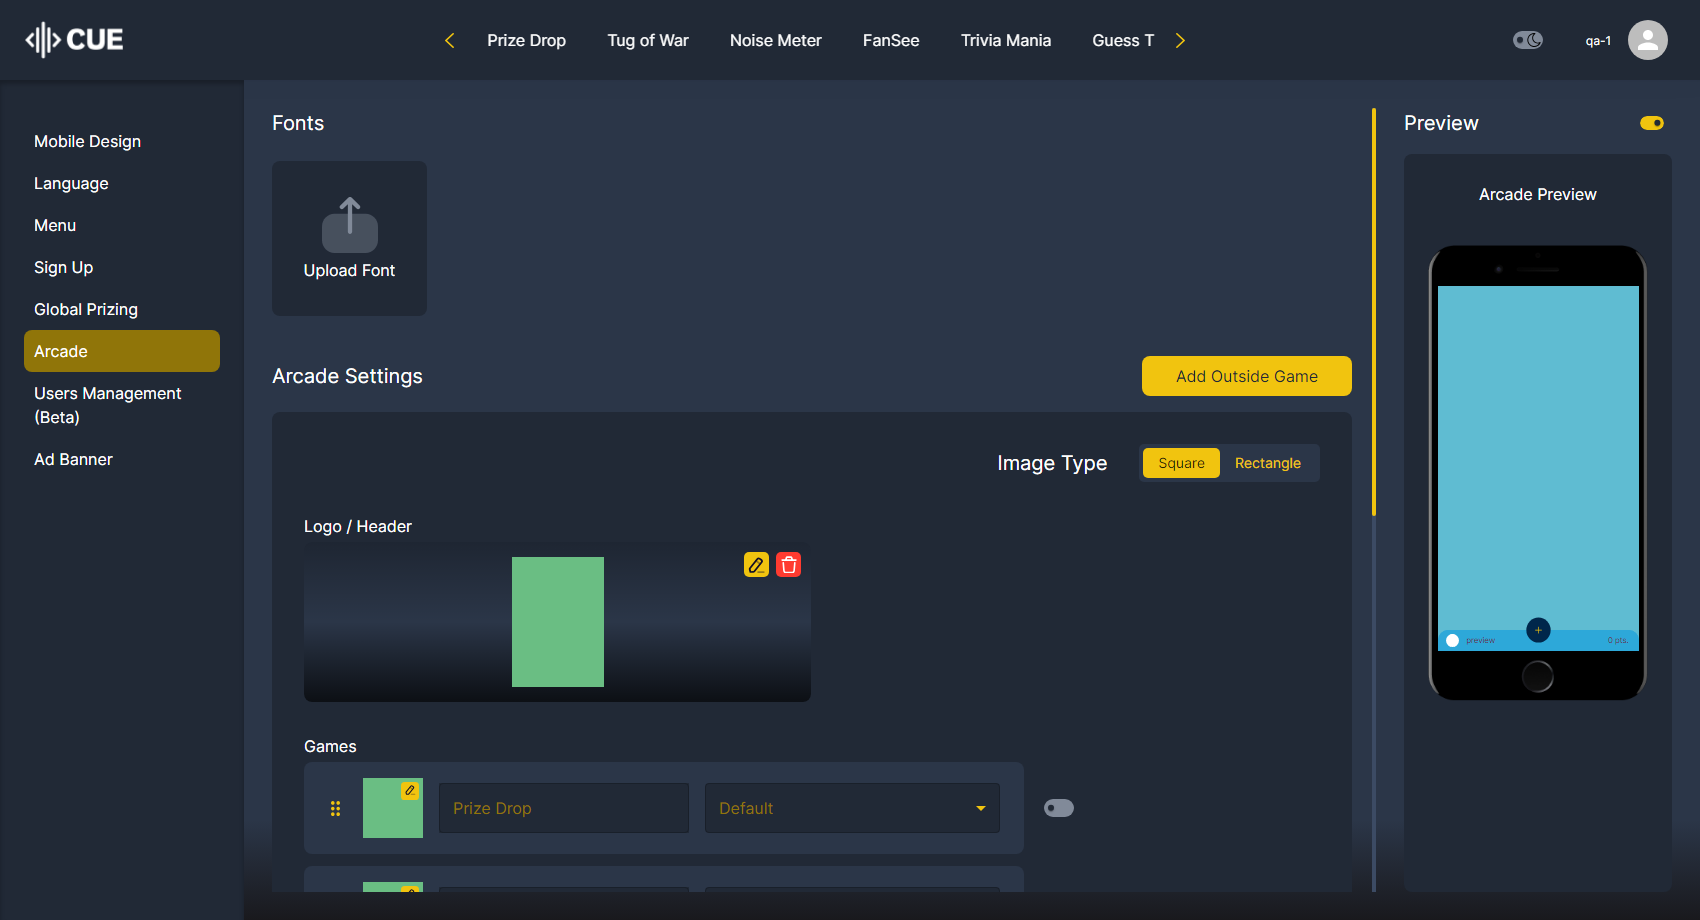 CUE
Prize Drop
Tug of War
Noise Meter
FanSee
Trivia Mania
Guess T
qa-1
Mobile Design
Language
Menu
Sign Up
Global Prizing
Arcade
Users Management
(Beta)
Ad Banner
Fonts
Upload Font
Arcade Settings
Add Outside Game
Image Type
Square
Rectangle
Logo / Header
Games
Prize Drop
Default
Preview
Arcade Preview
+
preview
0 pts.